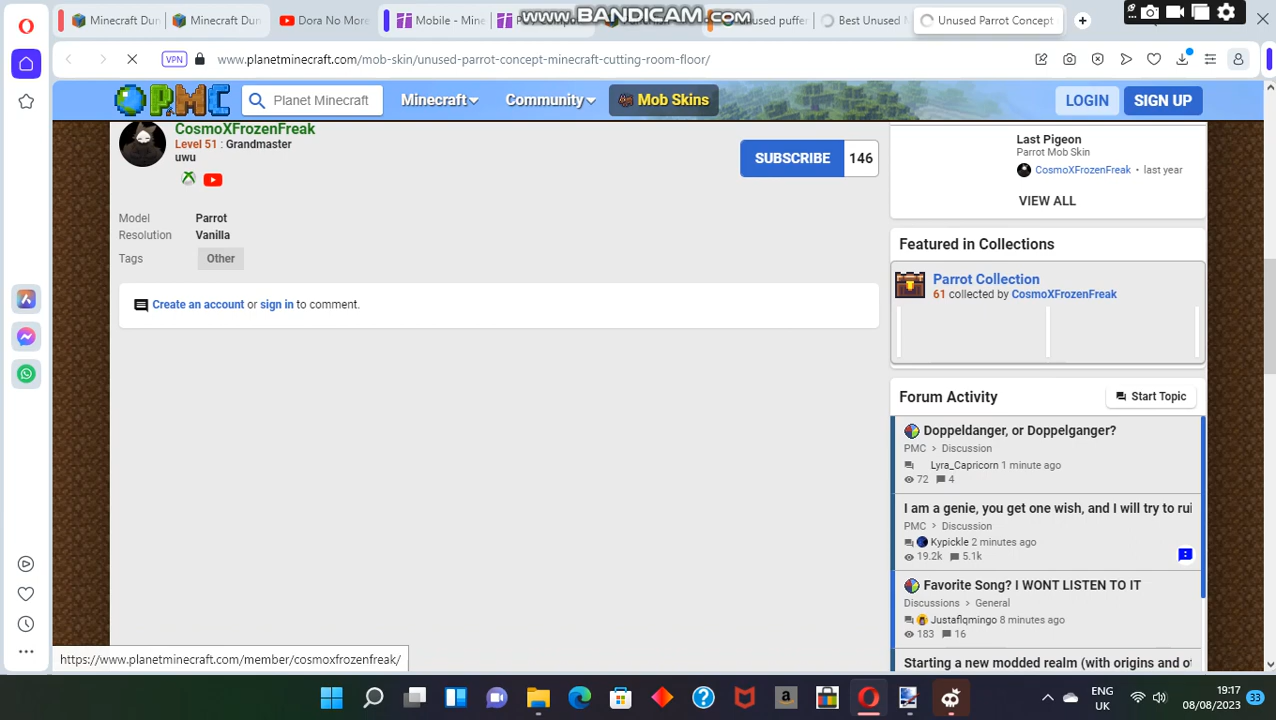 Minecraft Dun
Minecraft Dun
Dora No More
Mobile - Mine
www.BANDICAM.com
Unused puffer
Best Unused M
Unused Parrot Concept
VPN
www.planetminecraft.com/mob-skin/unused-parrot-concept-minecraft-cutting-room-floor/
PMC
Planet Minecraft
Minecraft
Community
Mob Skins
LOGIN
SIGN UP
CosmoXFrozenFreak
Level 51 : Grandmaster
uwu
SUBSCRIBE
146
Model Parrot
Resolution Vanilla
Tags Other
Create an account or sign in to comment.
Last Pigeon
Parrot Mob Skin
CosmoXFrozenFreak • last year
VIEW ALL
Featured in Collections
Parrot Collection
61 collected by CosmoXFrozenFreak
Forum Activity
Start Topic
Doppeldanger, or Doppelganger?
PMC > Discussion
Lyra_Capricorn 1 minute ago
72 4
I am a genie, you get one wish, and I will try to rui
PMC > Discussion
Kypickle 2 minutes ago
19.2k 5.1k
Favorite Song? I WONT LISTEN TO IT
Discussions > General
Justaflqmingo 8 minutes ago
183 16
Starting a new modded realm (with origins and ot
https://www.planetminecraft.com/member/cosmoxfrozenfreak/
ENG
UK
19:17
08/08/2023
33